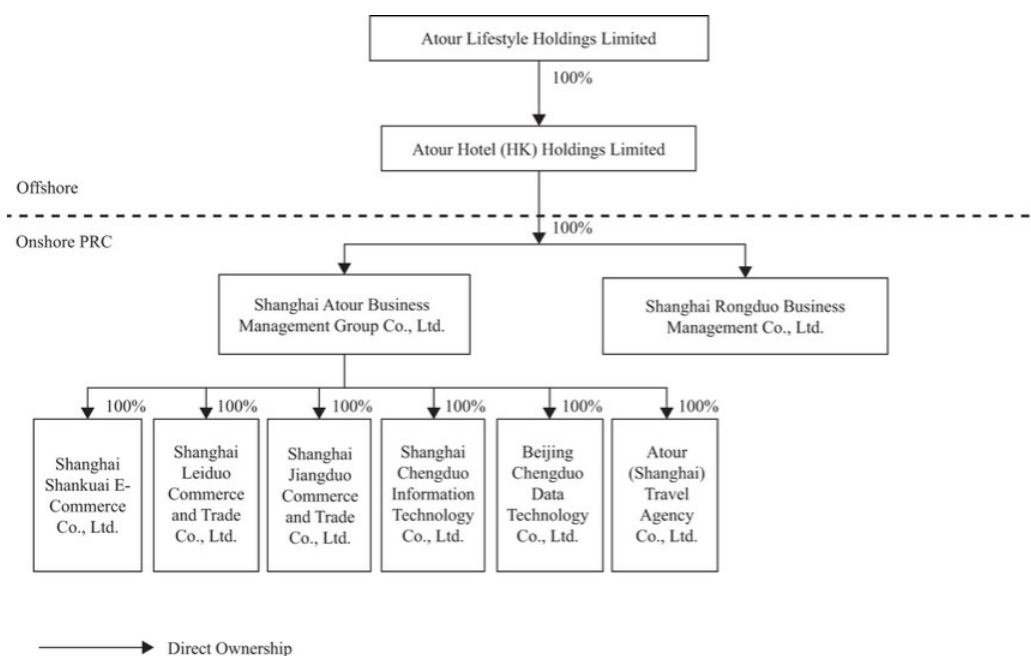 Atour Lifestyle Holdings Limited
100%
Atour Hotel (HK) Holdings Limited
Offshore
100%
Onshore PRC
Shanghai Atour Business
Management Group Co., Ltd.
Shanghai Rongduo Business
Management Co., Ltd.
100%
100%
100%
100%
100%
100%
Shanghai
Shankuai E-
Commerce
Co., Ltd.
Shanghai
Leiduo
Commerce
and Trade
Co., Ltd.
Shanghai
Jiangduo
Commerce
and Trade
Co., Ltd.
Shanghai
Chengduo
Information
Technology
Co., Ltd.
Beijing
Chengduo
Data
Technology
Co., Ltd.
Atour
(Shanghai)
Travel
Agency
Co., Ltd.
Direct Ownership